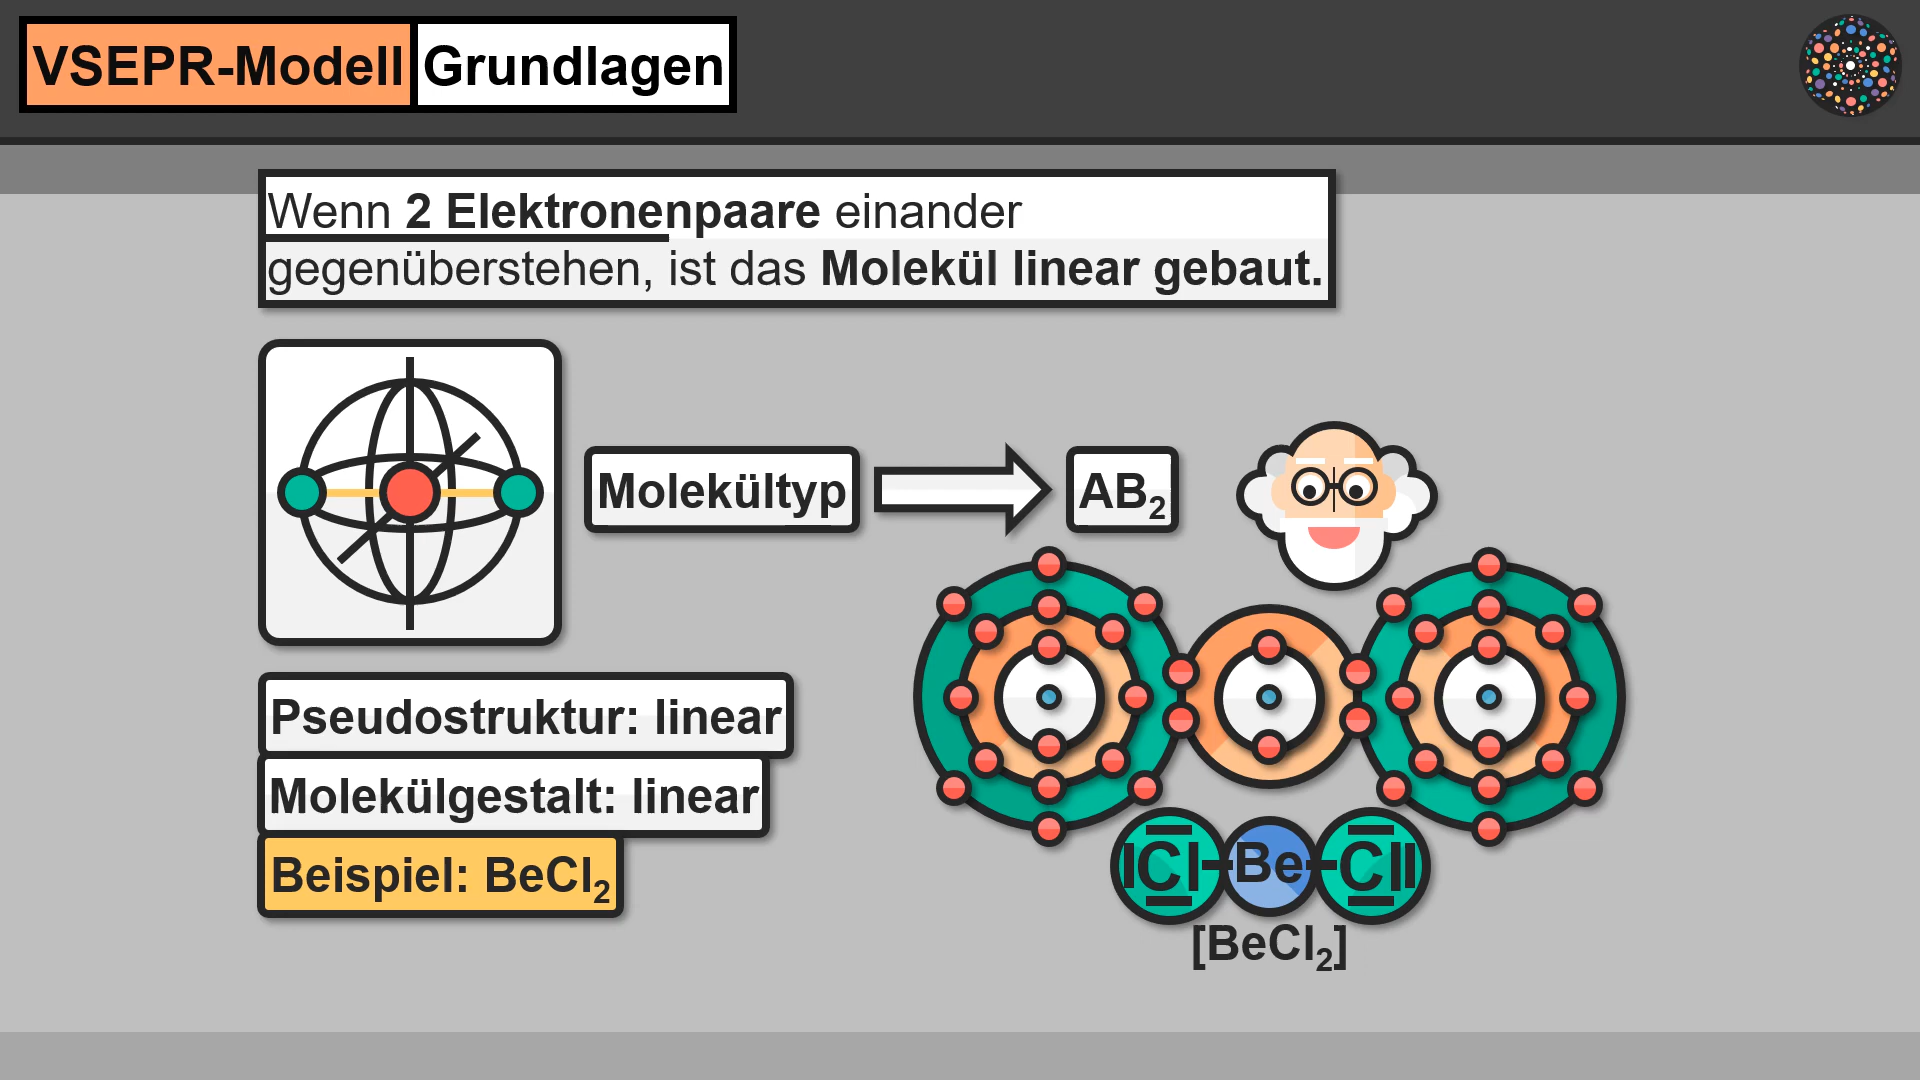 VSEPR-Modell Grundlagen
Wenn 2 Elektronenpaare einander
gegenüberstehen, ist das Molekül linear gebaut.
Molekültyp
AB₂
Pseudostruktur: linear
Molekülgestalt: linear
Beispiel: BeCl₂
Cl Be Cl
[BeCl₂]